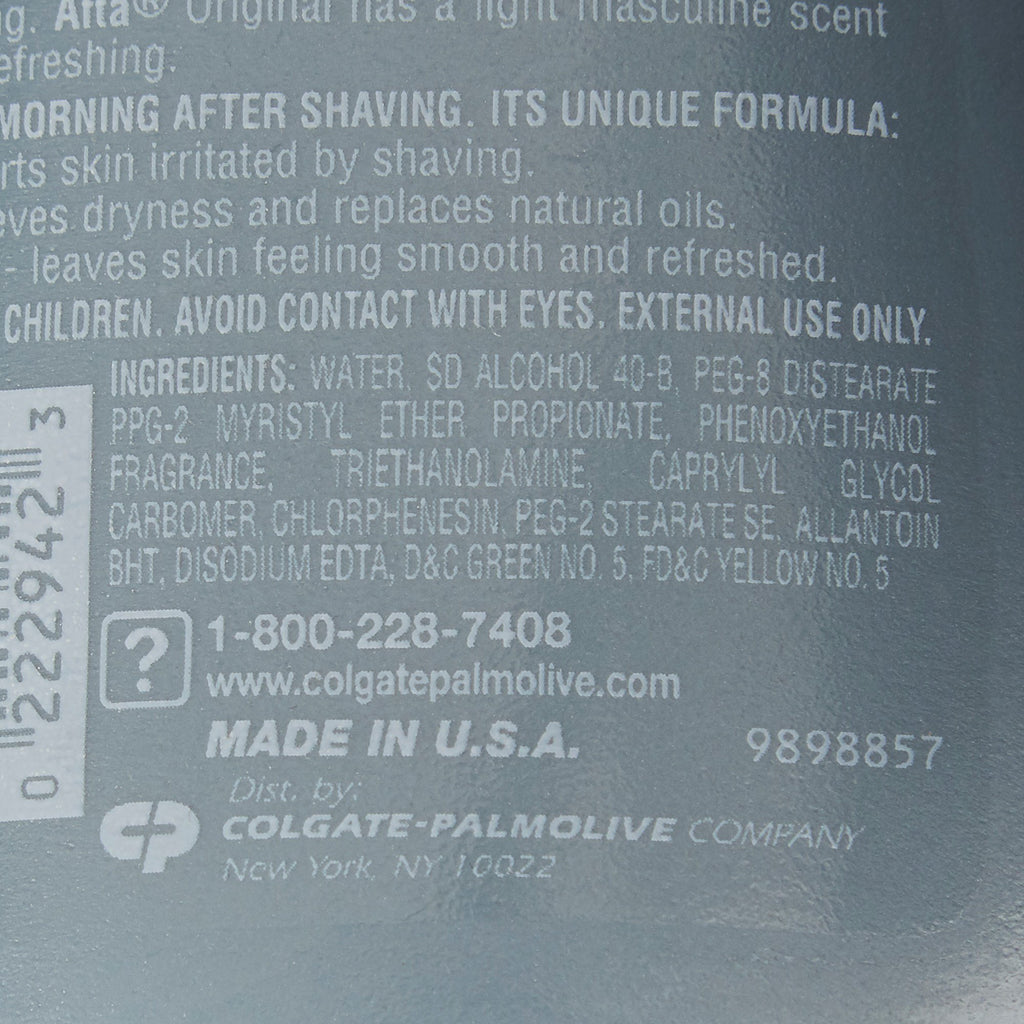 Afta® Original has a light masculine scent
efreshing.
MORNING AFTER SHAVING. ITS UNIQUE FORMULA:
rts skin irritated by shaving.
eves dryness and replaces natural oils.
- leaves skin feeling smooth and refreshed.
CHILDREN. AVOID CONTACT WITH EYES. EXTERNAL USE ONLY.
INGREDIENTS: WATER, SD ALCOHOL 40-B, PEG-8 DISTEARATE
PPG-2 MYRISTYL ETHER PROPIONATE, PHENOXYETHANOL
FRAGRANCE, TRIETHANOLAMINE, CAPRYLYL GLYCOL
CARBOMER, CHLORPHENESIN, PEG-2 STEARATE SE, ALLANTOIN
BHT, DISODIUM EDTA, D&C GREEN NO. 5, FD&C YELLOW NO. 5
0 222942 3
?
1-800-228-7408
www.colgatepalmolive.com
MADE IN U.S.A.
9898857
Dist. by:
CP
COLGATE-PALMOLIVE COMPANY
New York, NY 10022